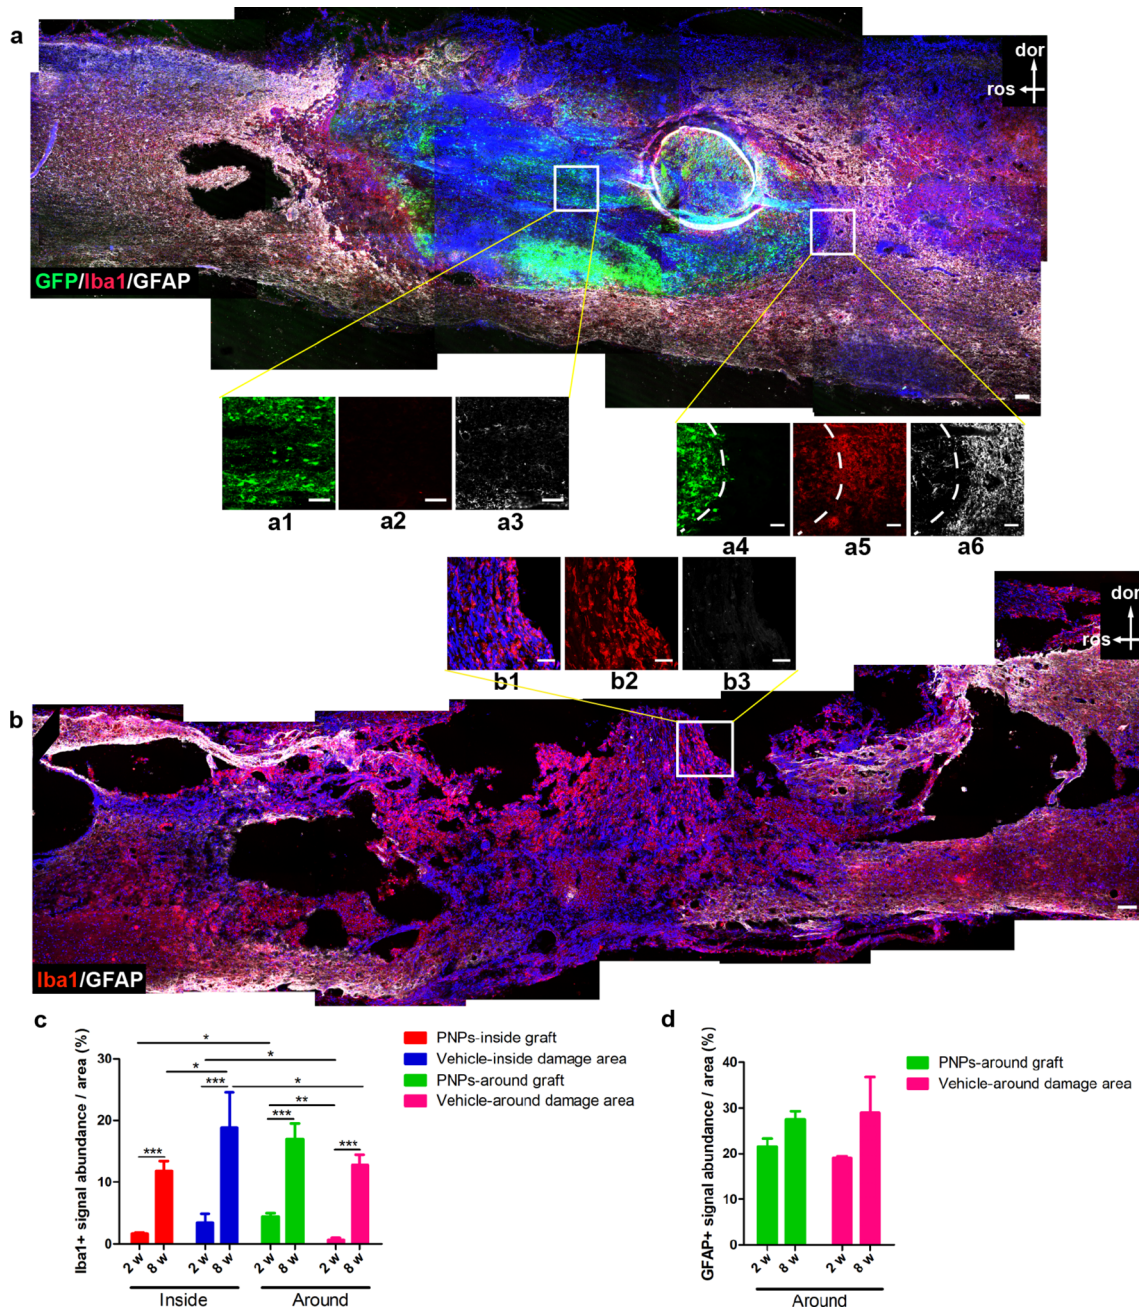 a
dor
ros
GFP/Iba1/GFAP
a1
a2
a3
a4
a5
a6
b1
b2
b3
dor
ros
b
Iba1/GFAP
c
Iba1+ signal abundance / area (%)
30
20
10
0
*
*
*
***
*
**
***
***
***
2 w
8 w
2 w
8 w
2 w
8 w
2 w
8 w
Inside
Around
PNPs-inside graft
Vehicle-inside damage area
PNPs-around graft
Vehicle-around damage area
d
GFAP+ signal abundance / area (%)
40
30
20
10
0
2 w
8 w
2 w
8 w
Around
PNPs-around graft
Vehicle-around damage area